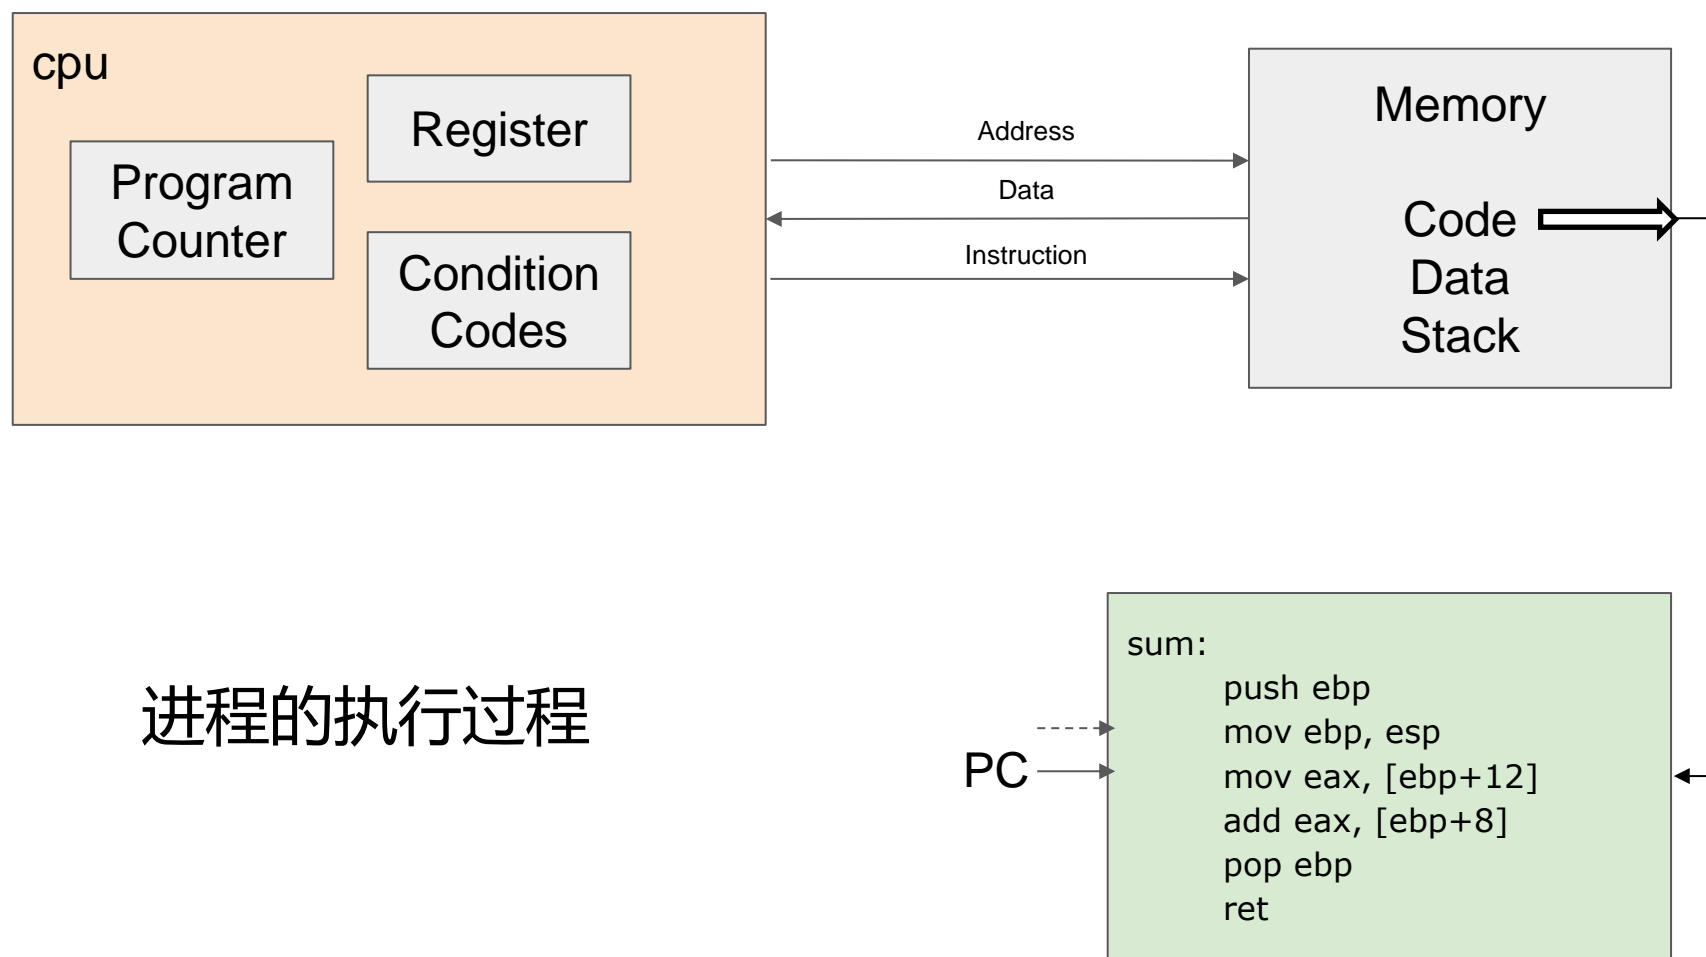 cpu
Register
Program
Counter
Condition
Codes
Address
Data
Instruction
Memory
Code
Data
Stack
进程的执行过程
PC
sum:
push ebp
mov ebp, esp
mov eax, [ebp+12]
add eax, [ebp+8]
pop ebp
ret